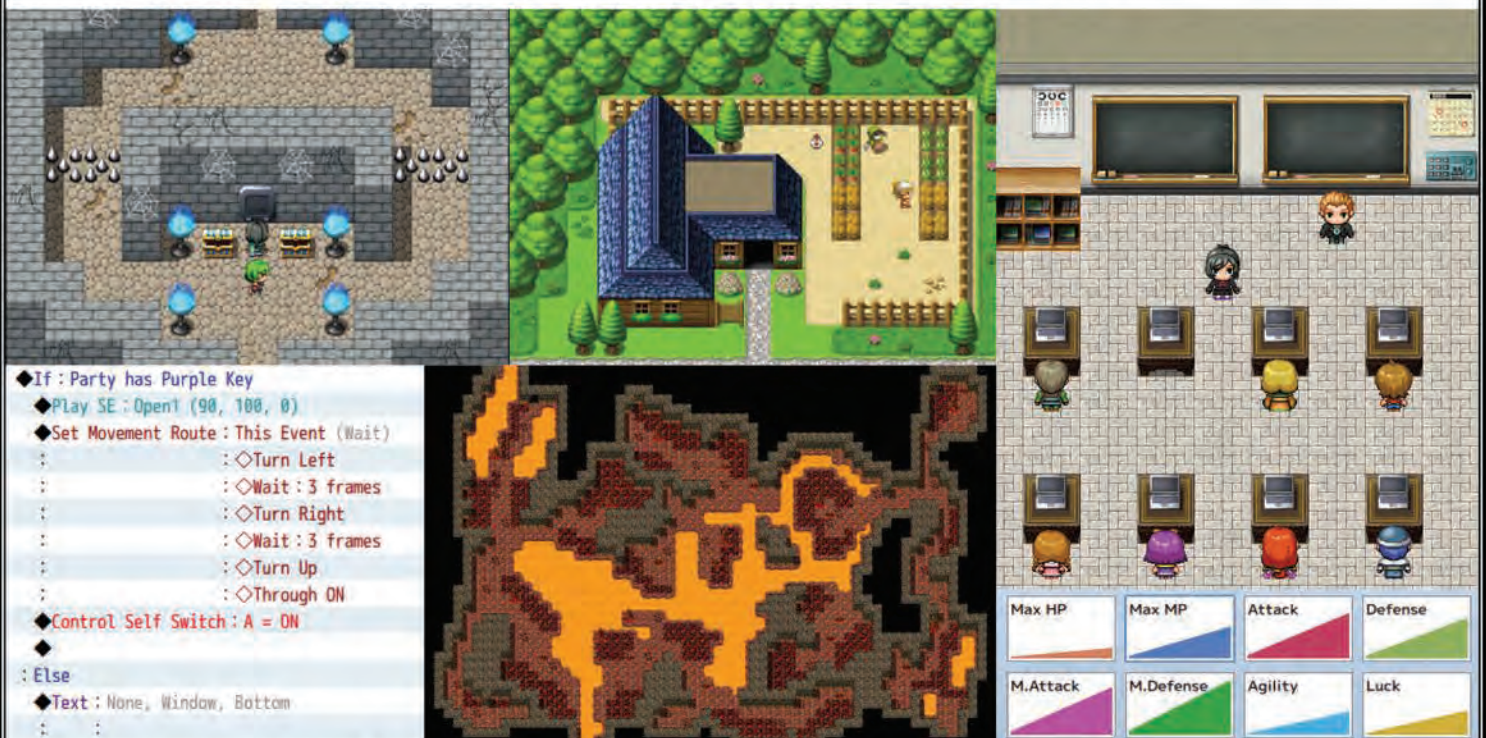 ◆If：Party has Purple Key
◆Play SE：Open1 (90, 100, 0)
◆Set Movement Route：This Event (Wait)
：　：◇Turn Left
：　：◇Wait：3 frames
：　：◇Turn Right
：　：◇Wait：3 frames
：　：◇Turn Up
：　：◇Through ON
◆Control Self Switch：A = ON
◆
：Else
◆Text：None, Window, Bottom
：　：
Max HP
Max MP
Attack
Defense
M.Attack
M.Defense
Agility
Luck